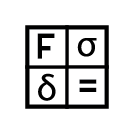 F σ
δ =